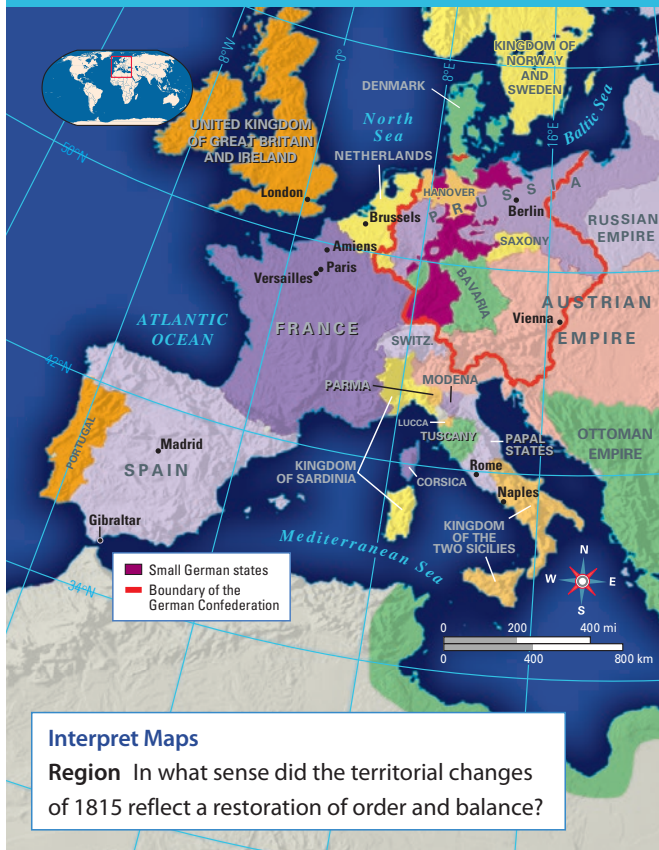 KINGDOM OF
NORWAY
AND
SWEDEN
DENMARK
8°W
0°
8°E
16°E
Baltic Sea
North
Sea
50°N
UNITED KINGDOM
OF GREAT BRITAIN
AND IRELAND
NETHERLANDS
HANOVER
PRUSSIA
London
Berlin
Brussels
RUSSIAN
EMPIRE
SAXONY
Amiens
Paris
Versailles
BAVARIA
AUSTRIAN
EMPIRE
Vienna
ATLANTIC
OCEAN
FRANCE
SWITZ.
42°N
PARMA
MODENA
LUCCA
TUSCANY
PAPAL
STATES
OTTOMAN
EMPIRE
PORTUGAL
Madrid
SPAIN
KINGDOM
OF SARDINIA
CORSICA
Rome
Naples
Gibraltar
KINGDOM
OF THE
TWO SICILIES
Mediterranean Sea
Small German states
Boundary of the
German Confederation
34°N
N
W E
S
0 200 400 mi
0 400 800 km
Interpret Maps
Region In what sense did the territorial changes
of 1815 reflect a restoration of order and balance?